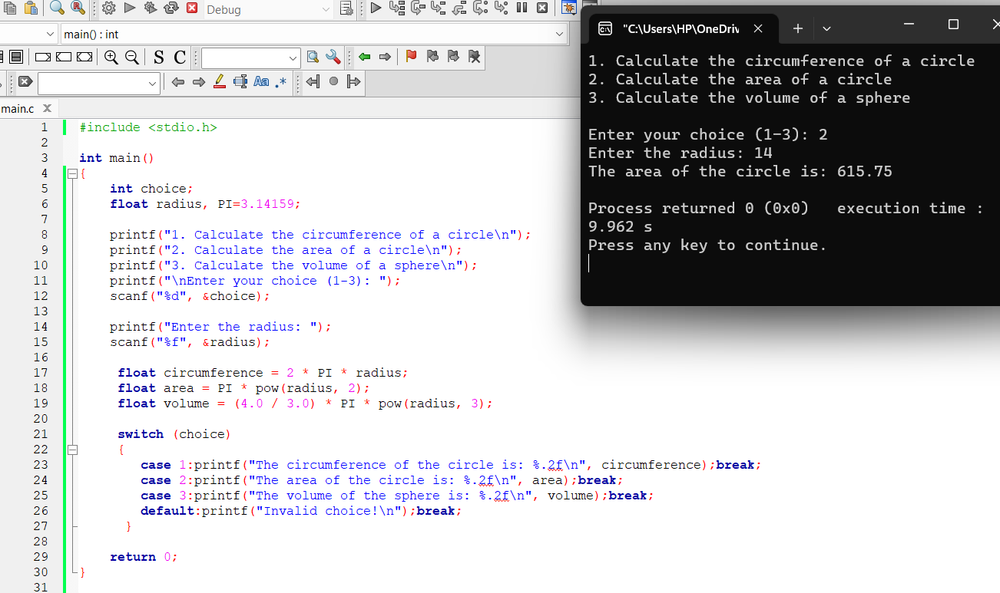 Debug
main() : int
S C
Aa .*
main.c
1 #include <stdio.h>
2
3 int main()
4 {
5 int choice;
6 float radius, PI=3.14159;
7
8 printf("1. Calculate the circumference of a circle\n");
9 printf("2. Calculate the area of a circle\n");
10 printf("3. Calculate the volume of a sphere\n");
11 printf("\nEnter your choice (1-3): ");
12 scanf("%d", &choice);
13
14 printf("Enter the radius: ");
15 scanf("%f", &radius);
16
17 float circumference = 2 * PI * radius;
18 float area = PI * pow(radius, 2);
19 float volume = (4.0 / 3.0) * PI * pow(radius, 3);
20
21 switch (choice)
22 {
23 case 1:printf("The circumference of the circle is: %.2f\n", circumference);break;
24 case 2:printf("The area of the circle is: %.2f\n", area);break;
25 case 3:printf("The volume of the sphere is: %.2f\n", volume);break;
26 default:printf("Invalid choice!\n");break;
27 }
28
29 return 0;
30 }
31
"C:\Users\HP\OneDriv
1. Calculate the circumference of a circle
2. Calculate the area of a circle
3. Calculate the volume of a sphere
Enter your choice (1-3): 2
Enter the radius: 14
The area of the circle is: 615.75
Process returned 0 (0x0) execution time :
9.962 s
Press any key to continue.